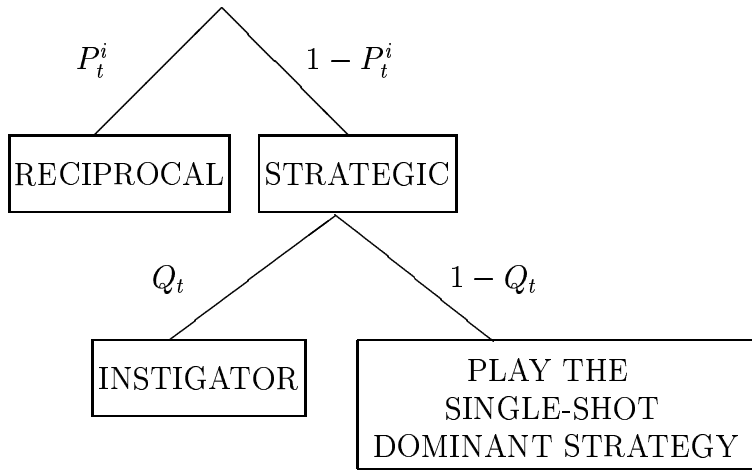 P_t^i
1 − P_t^i
RECIPROCAL
STRATEGIC
Q_t
1 − Q_t
INSTIGATOR
PLAY THE
SINGLE-SHOT
DOMINANT STRATEGY